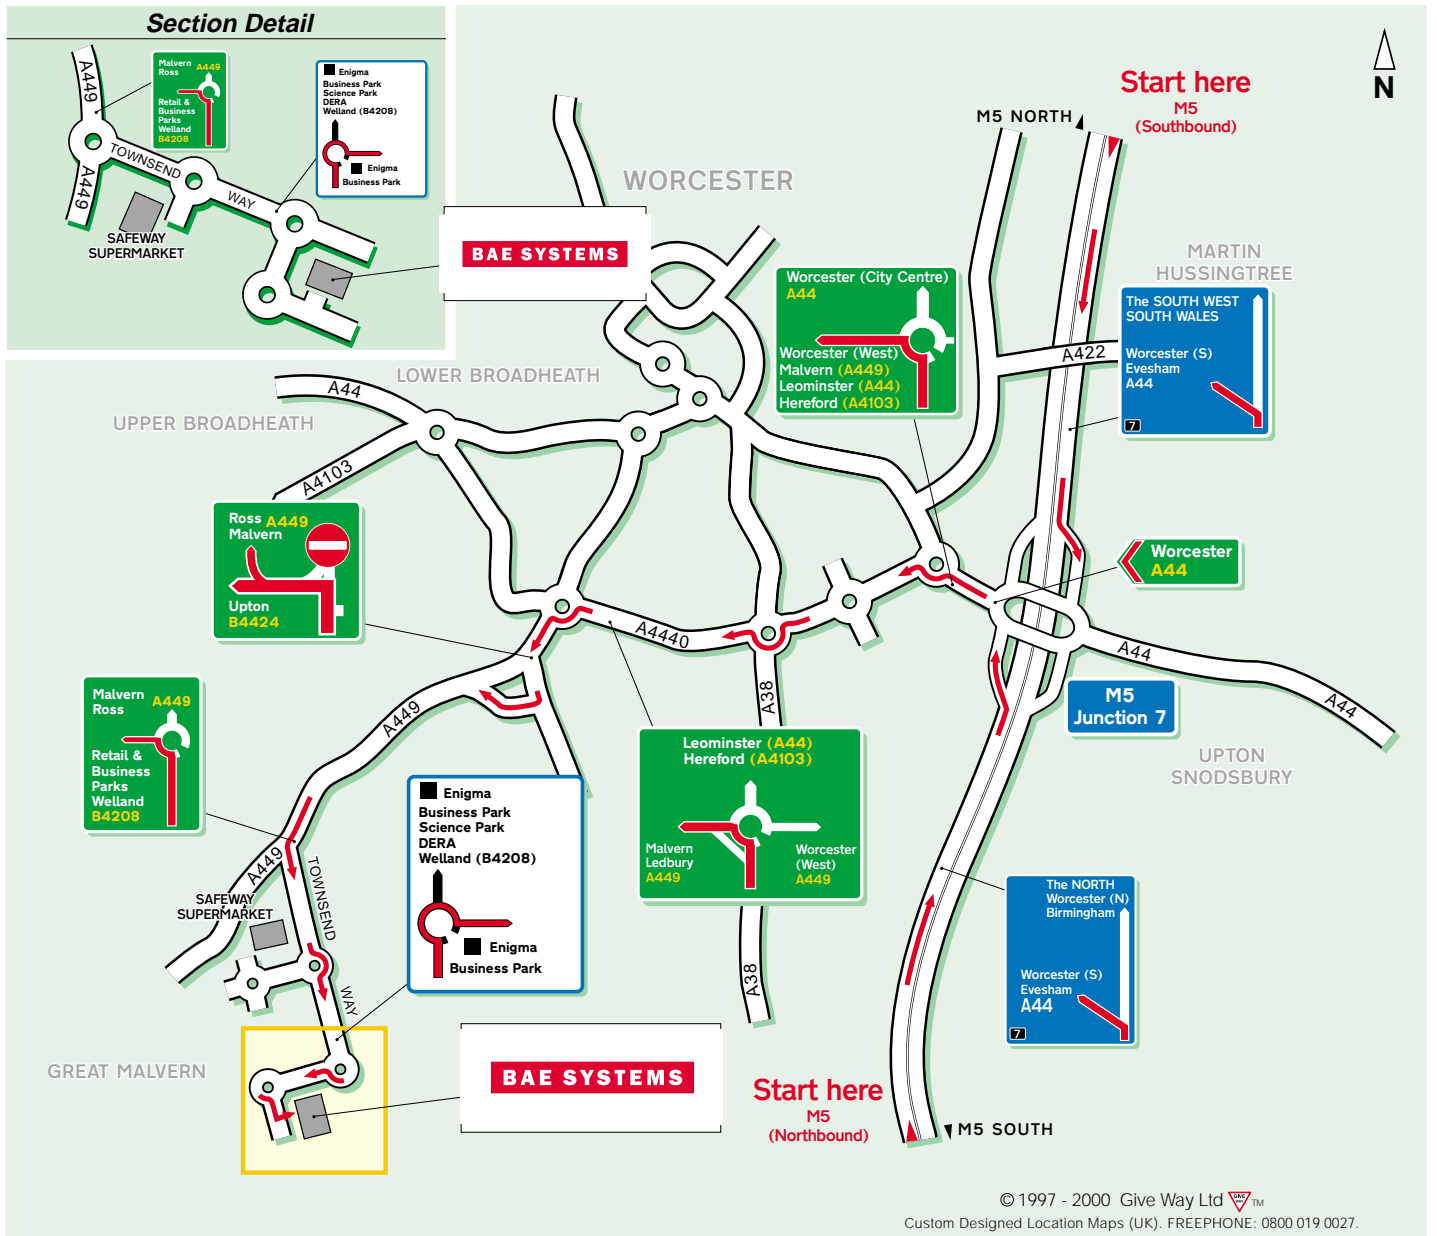 Section Detail
A449
Malvern
Ross
A449
Retail &
Business
Parks
Welland
B4208
Enigma
Business Park
Science Park
DERA
Welland (B4208)
Enigma
Business Park
TOWNSEND
WAY
A449
SAFEWAY
SUPERMARKET
BAE SYSTEMS
N
Start here
M5
(Southbound)
M5 NORTH
WORCESTER
MARTIN
HUSSINGTREE
Worcester (City Centre)
A44
Worcester (West)
Malvern (A449)
Leominster (A44)
Hereford (A4103)
The SOUTH WEST
SOUTH WALES
Worcester (S)
Evesham
A44
7
A422
LOWER BROADHEATH
A44
UPPER BROADHEATH
A4103
Ross A449
Malvern
Upton
B4424
Worcester
A44
A4440
A44
A44
A38
M5
Junction 7
UPTON
SNODSBURY
A449
Malvern
Ross
A449
Retail &
Business
Parks
Welland
B4208
Leominster (A44)
Hereford (A4103)
Malvern
Ledbury
A449
Worcester
(West)
A449
Enigma
Business Park
Science Park
DERA
Welland (B4208)
Enigma
Business Park
A449
TOWNSEND
WAY
SAFEWAY
SUPERMARKET
A38
The NORTH
Worcester (N)
Birmingham
Worcester (S)
Evesham
A44
7
GREAT MALVERN
BAE SYSTEMS
Start here
M5
(Northbound)
M5 SOUTH
© 1997 - 2000 Give Way Ltd GIVE WAY TM
Custom Designed Location Maps (UK). FREEPHONE: 0800 019 0027.